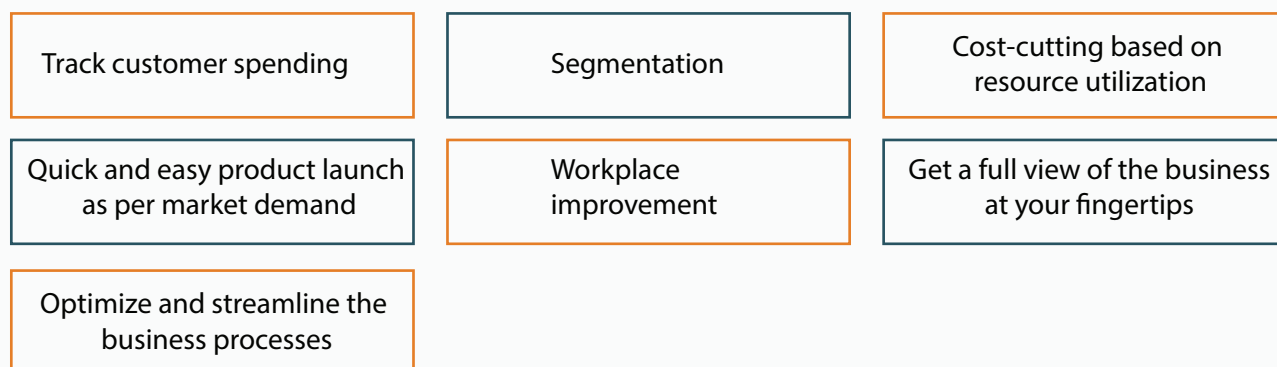 Track customer spending
Segmentation
Cost-cutting based on
resource utilization
Quick and easy product launch
as per market demand
Workplace
improvement
Get a full view of the business
at your fingertips
Optimize and streamline the
business processes